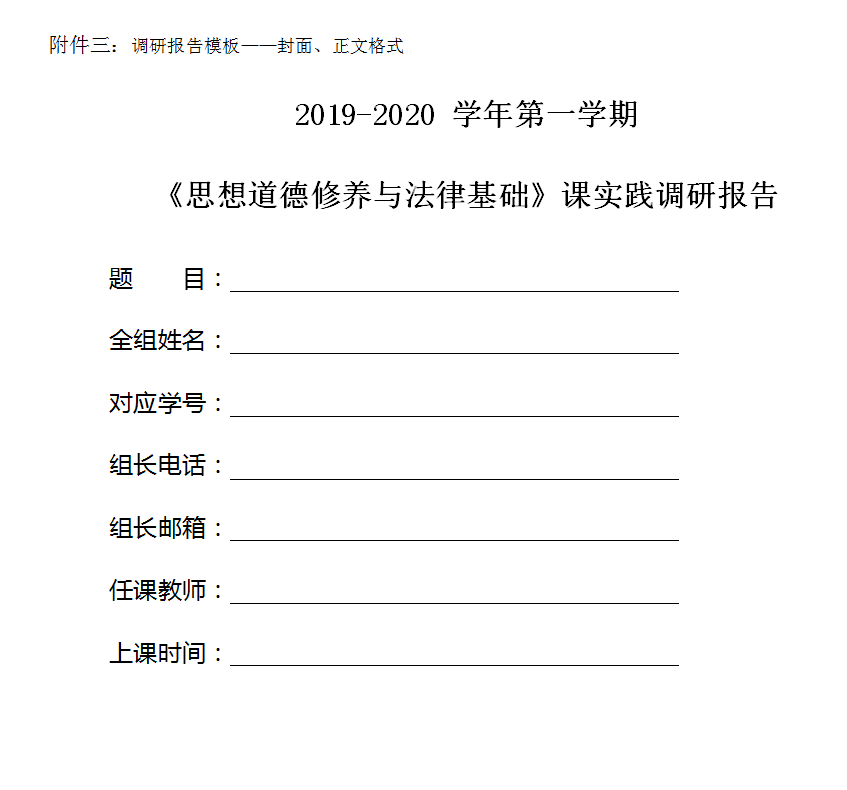 附件三：调研报告模板——封面、正文格式
2019-2020 学年第一学期
《思想道德修养与法律基础》课实践调研报告
题　　目：
全组姓名：
对应学号：
组长电话：
组长邮箱：
任课教师：
上课时间：